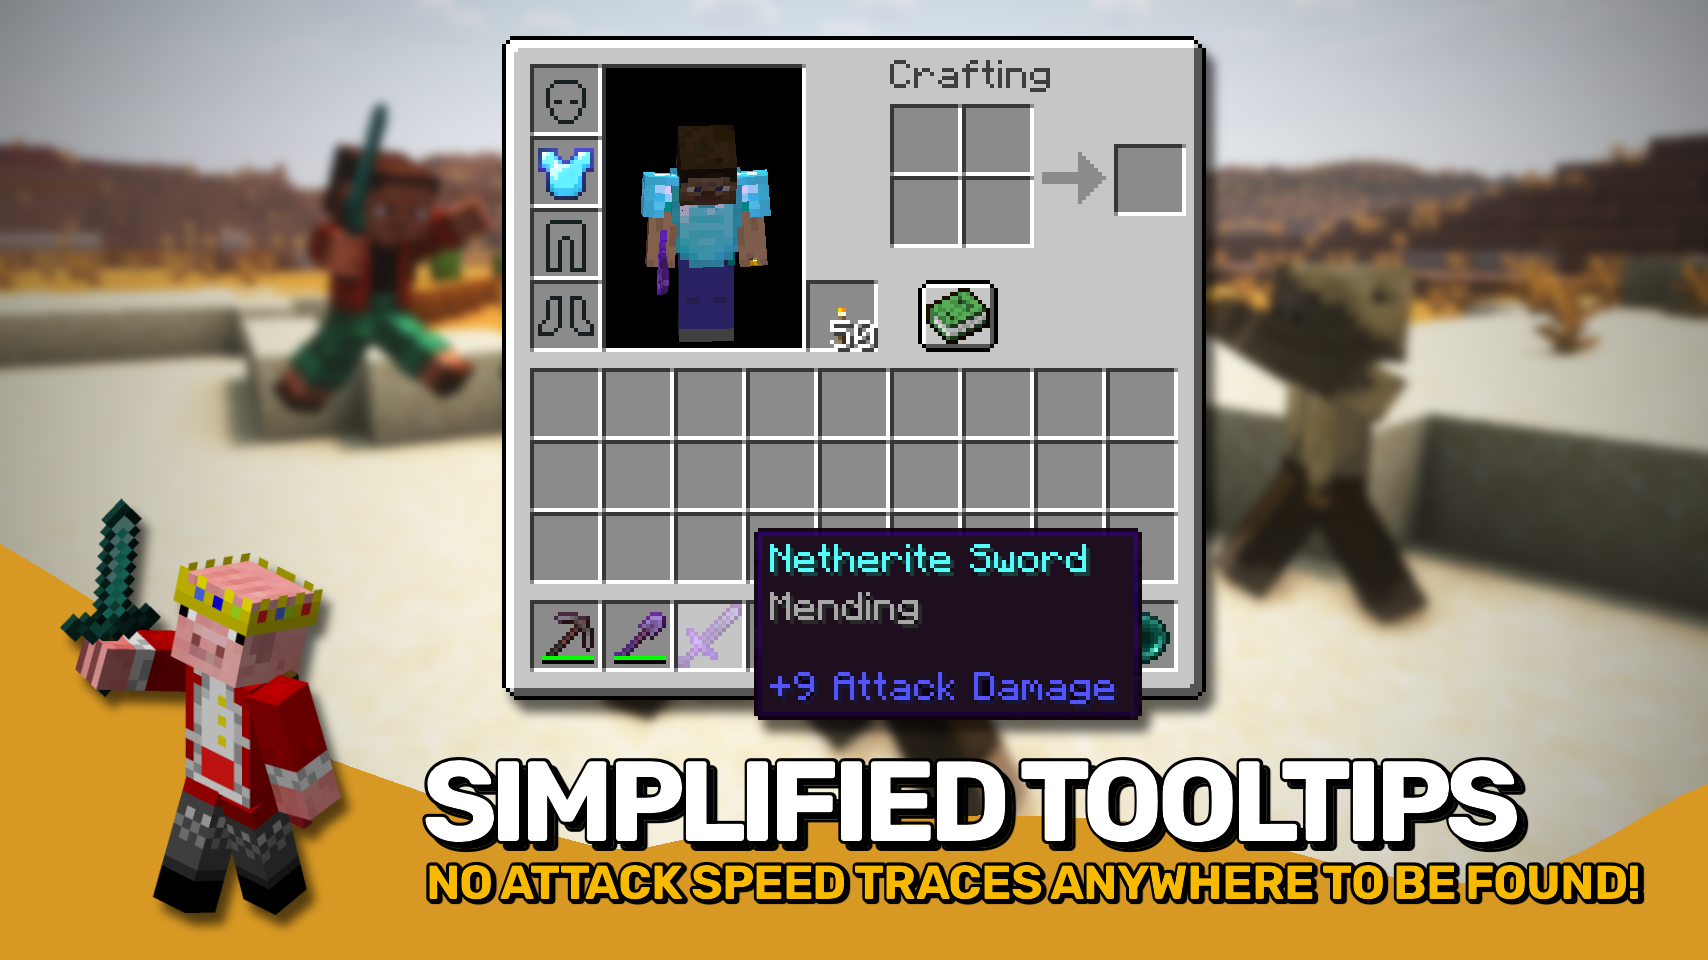 Crafting
50
Netherite Sword
Mending
+9 Attack Damage
SIMPLIFIED TOOLTIPS
NO ATTACK SPEED TRACES ANYWHERE TO BE FOUND!